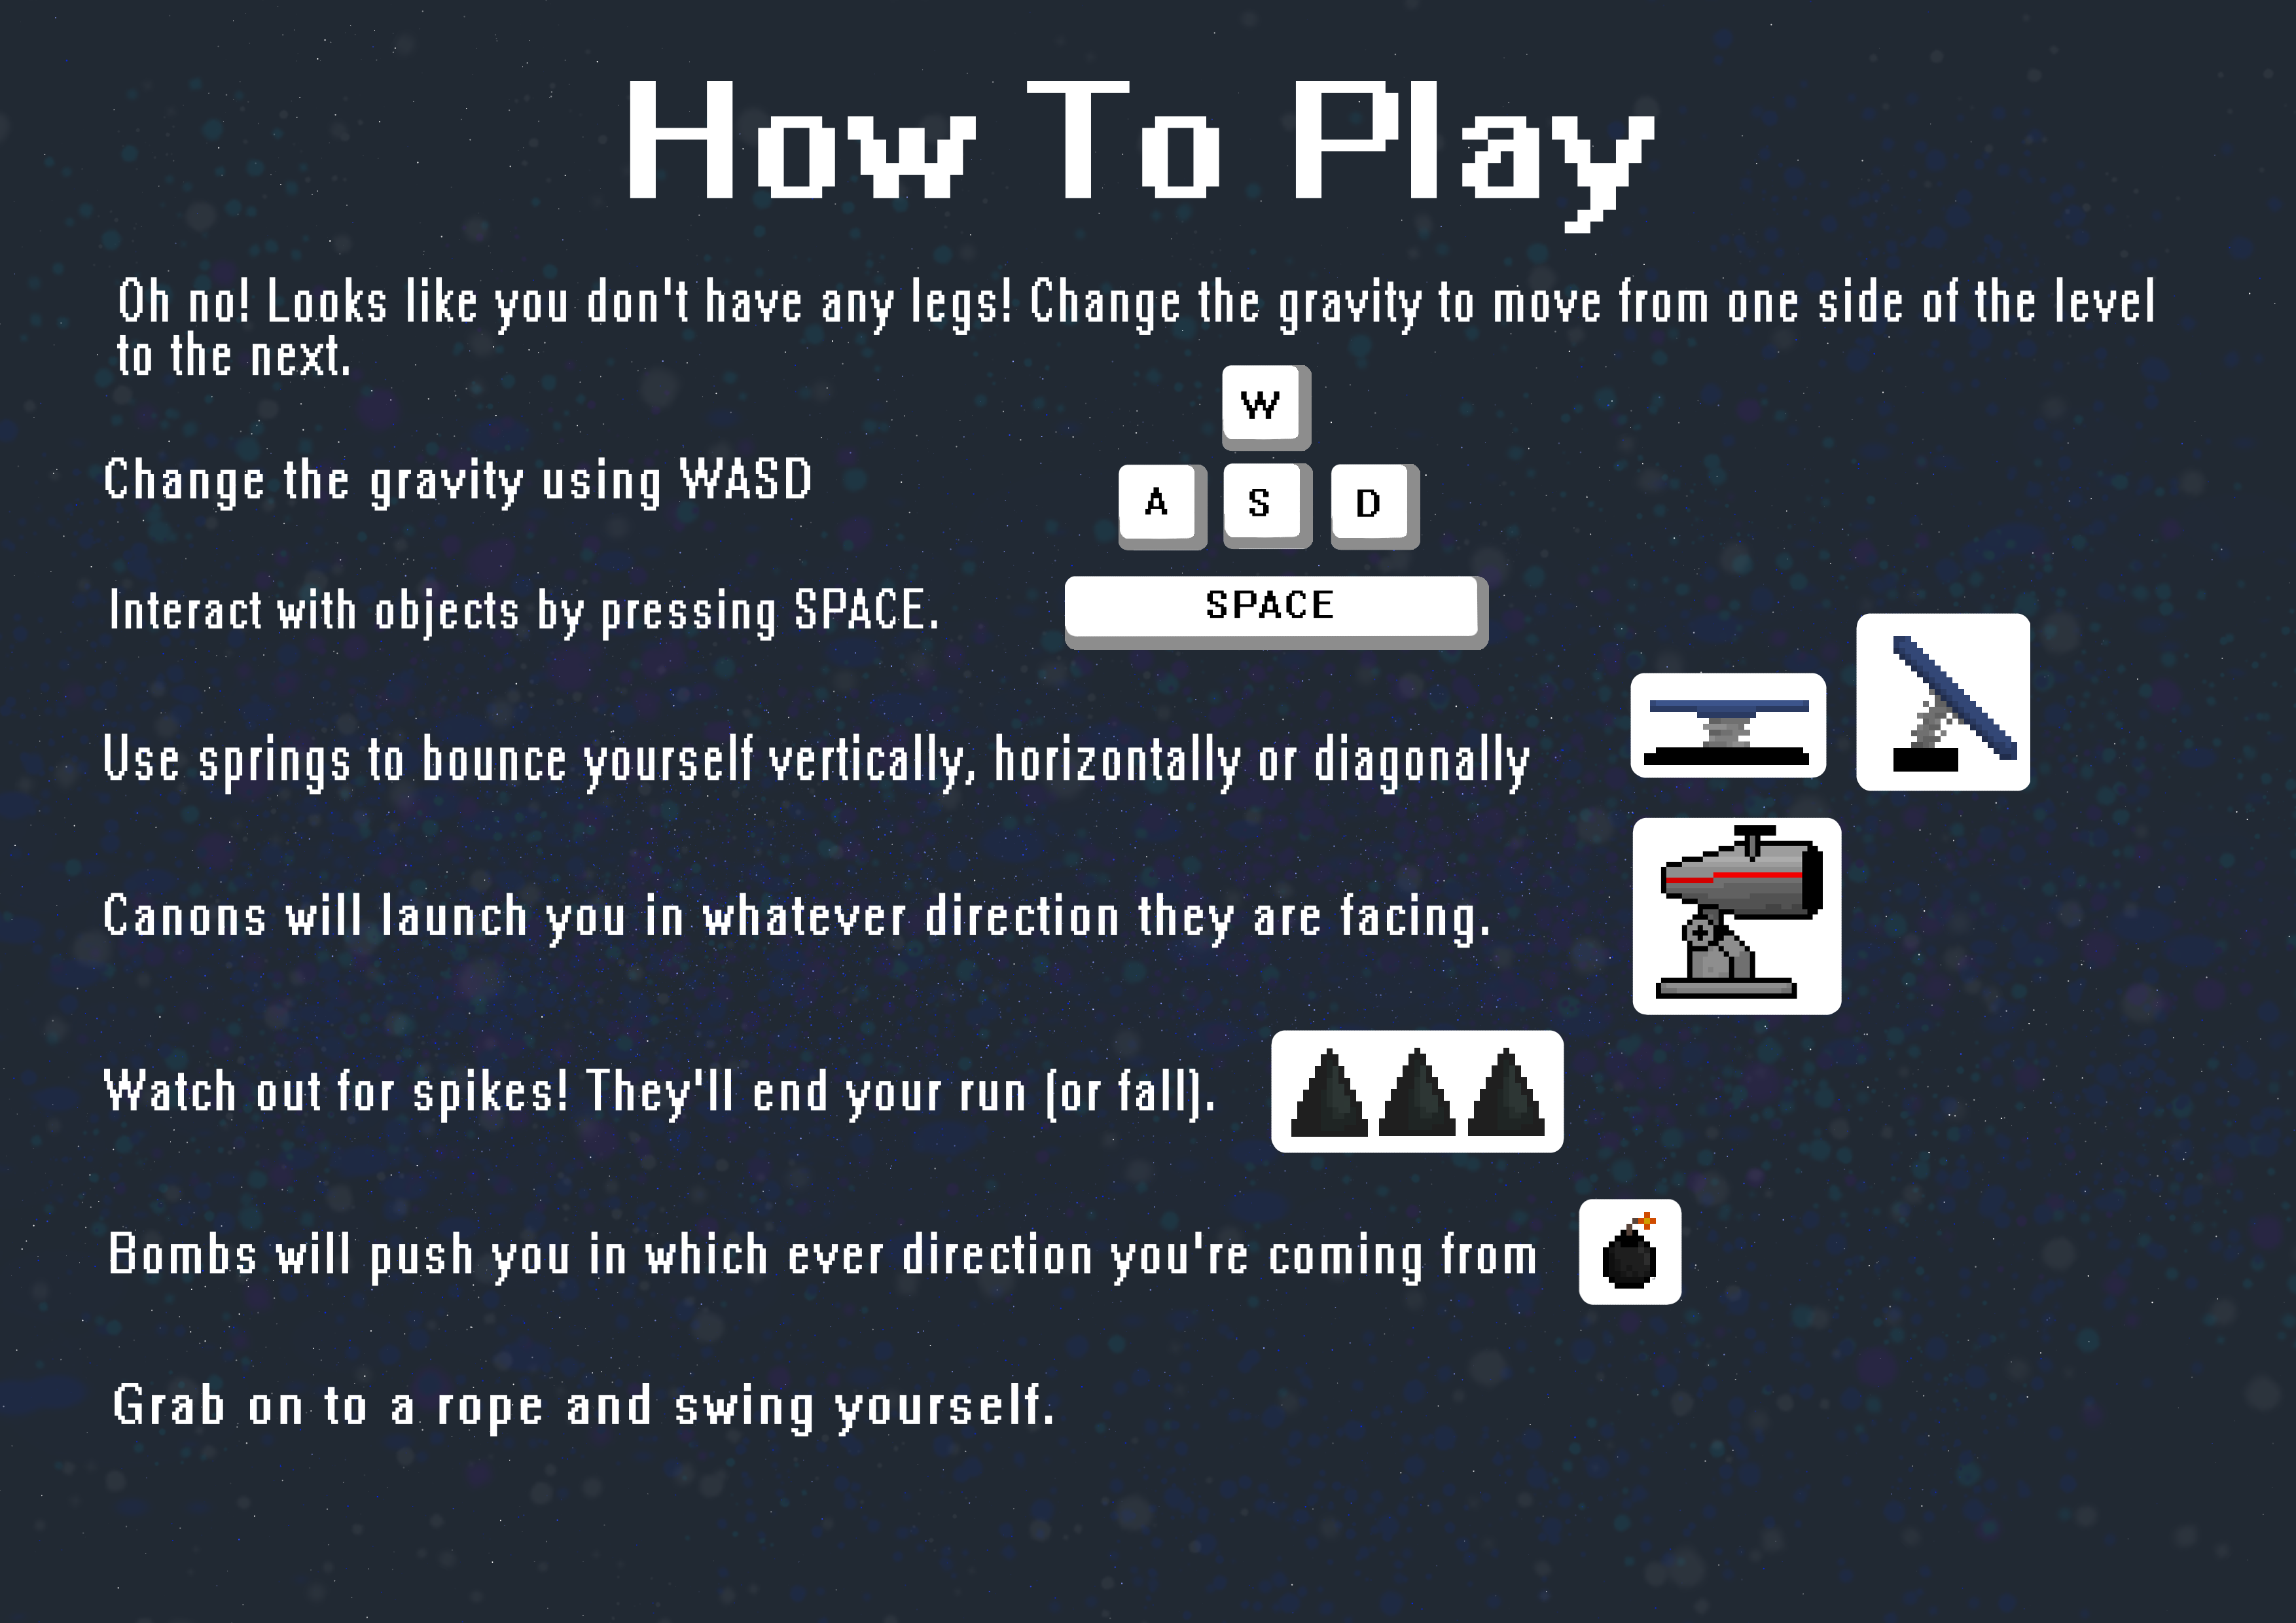 How To Play
Oh no! Looks like you don't have any legs! Change the gravity to move from one side of the level
to the next.
W
Change the gravity using WASD
A S D
Interact with objects by pressing SPACE.
SPACE
Use springs to bounce yourself vertically, horizontally or diagonally
Canons will launch you in whatever direction they are facing.
Watch out for spikes! They'll end your run (or fall).
Bombs will push you in which ever direction you're coming from
Grab on to a rope and swing yourself.